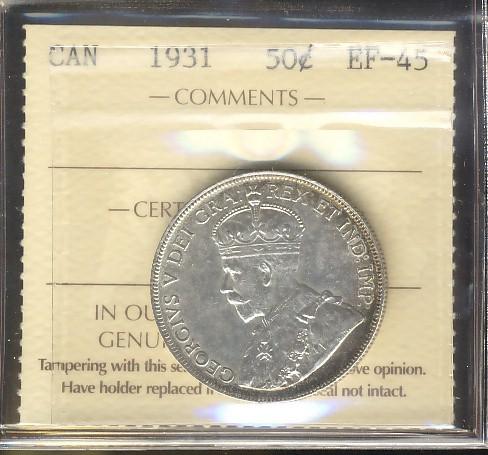 CAN 1931 50¢ EF-45
— COMMENTS —
— CERT
GEORGIVS V DEI GRA: REX ET IND: IMP:
IN OU
GENU
Tampering with this se ve opinion.
Have holder replaced i eal not intact.